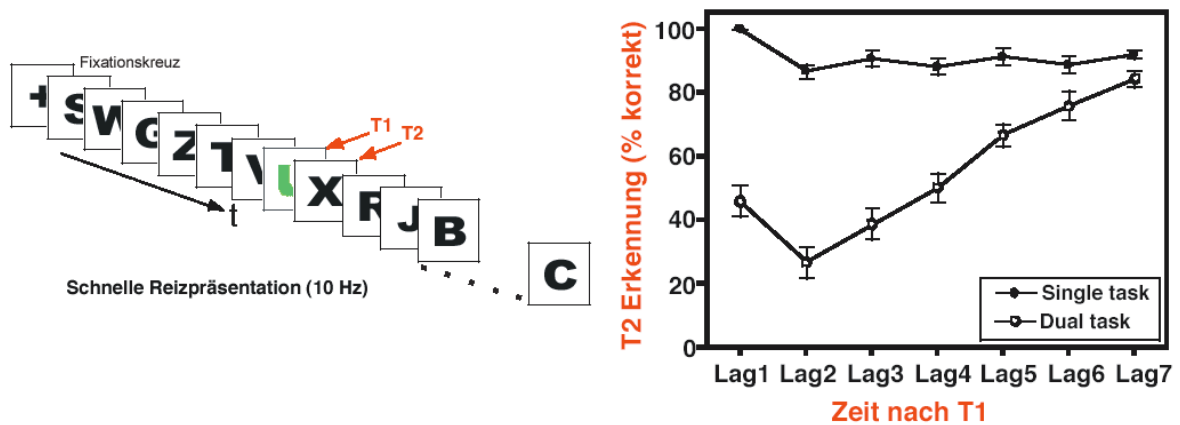 Fixationskreuz
+ S W G Z T V U X R J B
C
T1
T2
t
Schnelle Reizpräsentation (10 Hz)
T2 Erkennung (% korrekt)
100
80
60
40
20
0
Single task
Dual task
Lag1 Lag2 Lag3 Lag4 Lag5 Lag6 Lag7
Zeit nach T1